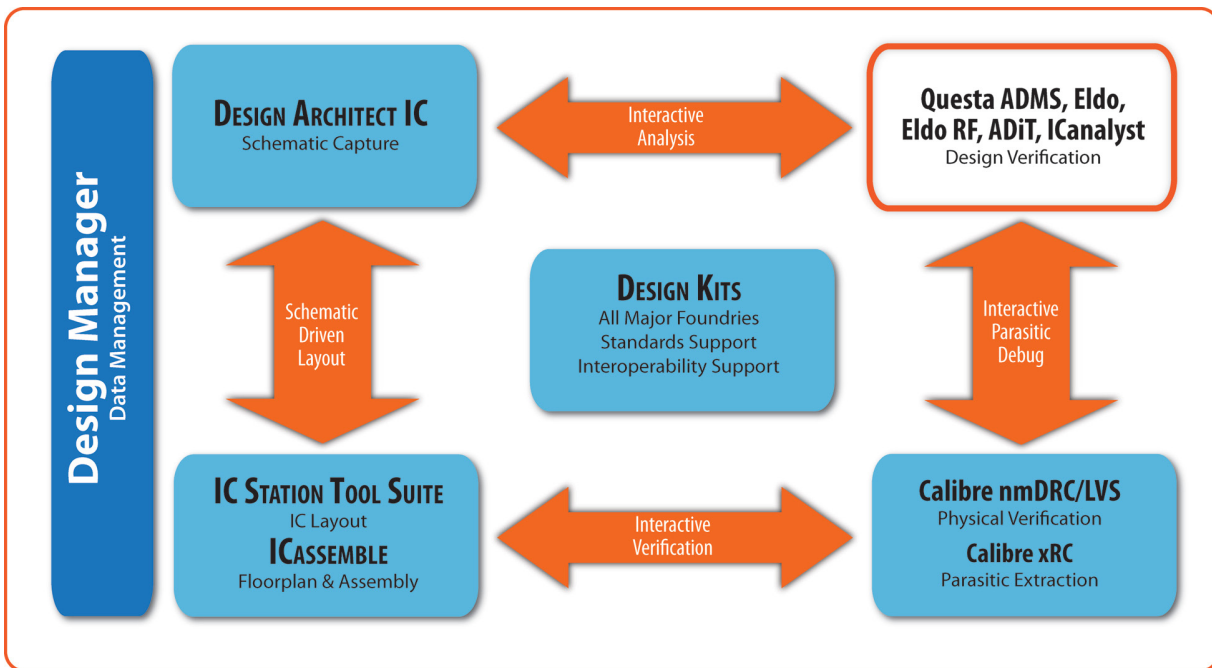 Design Manager
Data Management
Design Architect IC
Schematic Capture
Interactive
Analysis
Questa ADMS, Eldo,
Eldo RF, ADiT, ICanalyst
Design Verification
Schematic
Driven
Layout
Design Kits
All Major Foundries
Standards Support
Interoperability Support
Interactive
Parasitic
Debug
IC Station Tool Suite
IC Layout
ICassemble
Floorplan & Assembly
Interactive
Verification
Calibre nmDRC/LVS
Physical Verification
Calibre xRC
Parasitic Extraction